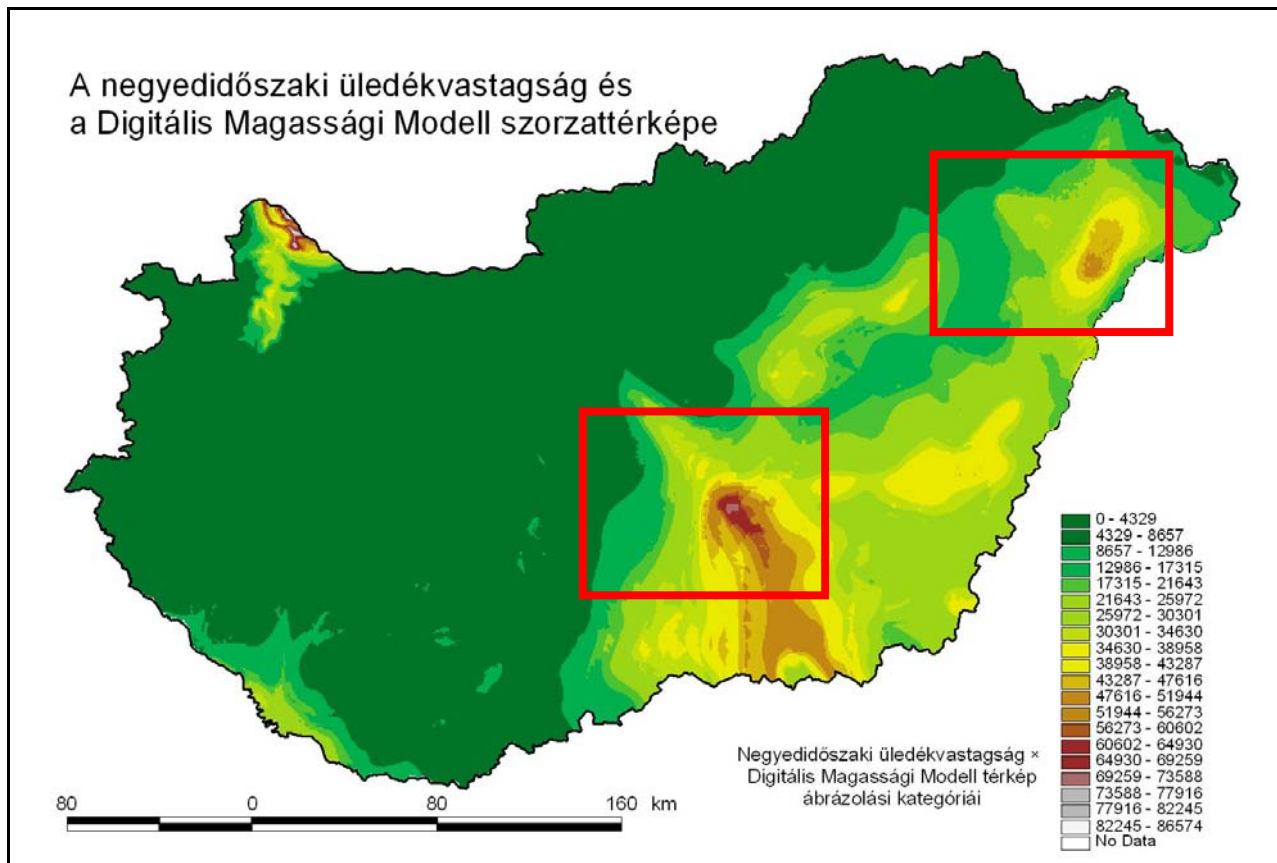 A negyedidőszaki üledékvastagság és
a Digitális Magassági Modell szorzattérképe
0 - 4329
4329 - 8657
8657 - 12986
12986 - 17315
17315 - 21643
21643 - 25972
25972 - 30301
30301 - 34630
34630 - 38958
38958 - 43287
43287 - 47616
47616 - 51944
51944 - 56273
56273 - 60602
60602 - 64930
64930 - 69259
69259 - 73588
73588 - 77916
77916 - 82245
82245 - 86574
No Data
Negyedidőszaki üledékvastagság ×
Digitális Magassági Modell térkép
ábrázolási kategóriái
80 0 80 160 km